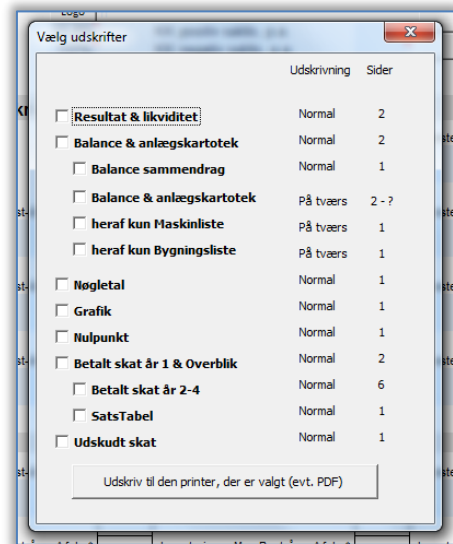 Logo
Vælg udskrifter
Udskrivning Sider
Resultat & likviditet Normal 2
Balance & anlægskartotek Normal 2
Balance sammendrag Normal 1
Balance & anlægskartotek På tværs 2 - ?
heraf kun Maskinliste På tværs 1
heraf kun Bygningsliste På tværs 1
Nøgletal Normal 1
Grafik Normal 1
Nulpunkt Normal 1
Betalt skat år 1 & Overblik Normal 2
Betalt skat år 2-4 Normal 6
SatsTabel Normal 1
Udskudt skat Normal 1
Udskriv til den printer, der er valgt (evt. PDF)